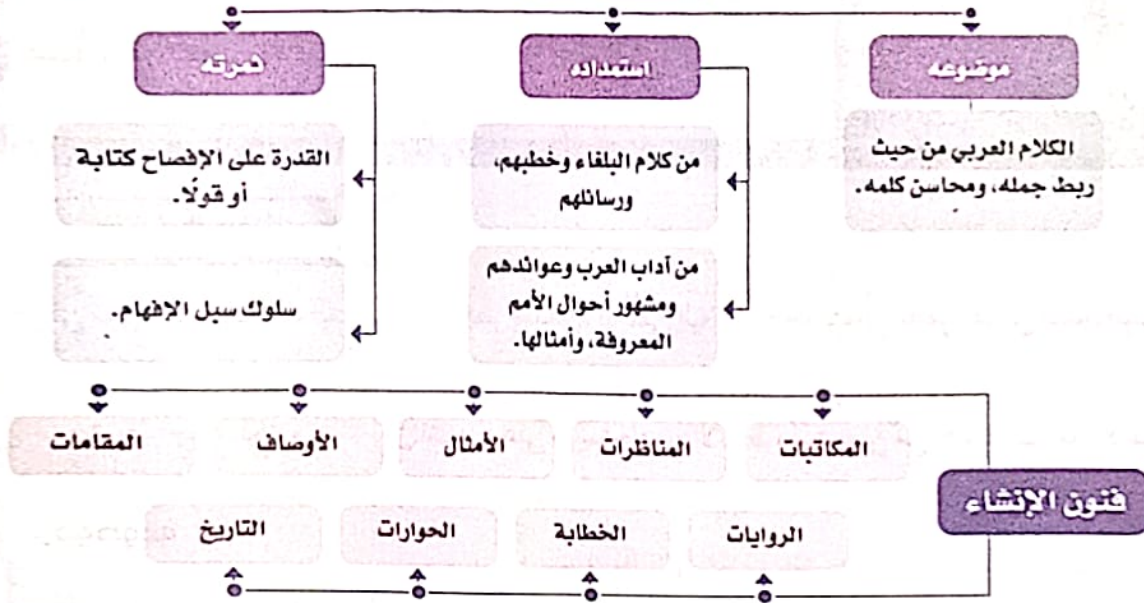 موضوعه
استمداده
ثمرته
الكلام العربي من حيث
ربط جمله، ومحاسن كلمه.
من كلام البلغاء وخطبهم،
ورسائلهم
من آداب العرب وعوائدهم
ومشهور أحوال الأمم
المعروفة، وأمثالها.
القدرة على الإفصاح كتابة
أو قولًا.
سلوك سبل الإفهام.
فنون الإنشاء
المكاتبات
المناظرات
الأمثال
الأوصاف
المقامات
الروايات
الخطابة
الحوارات
التاريخ